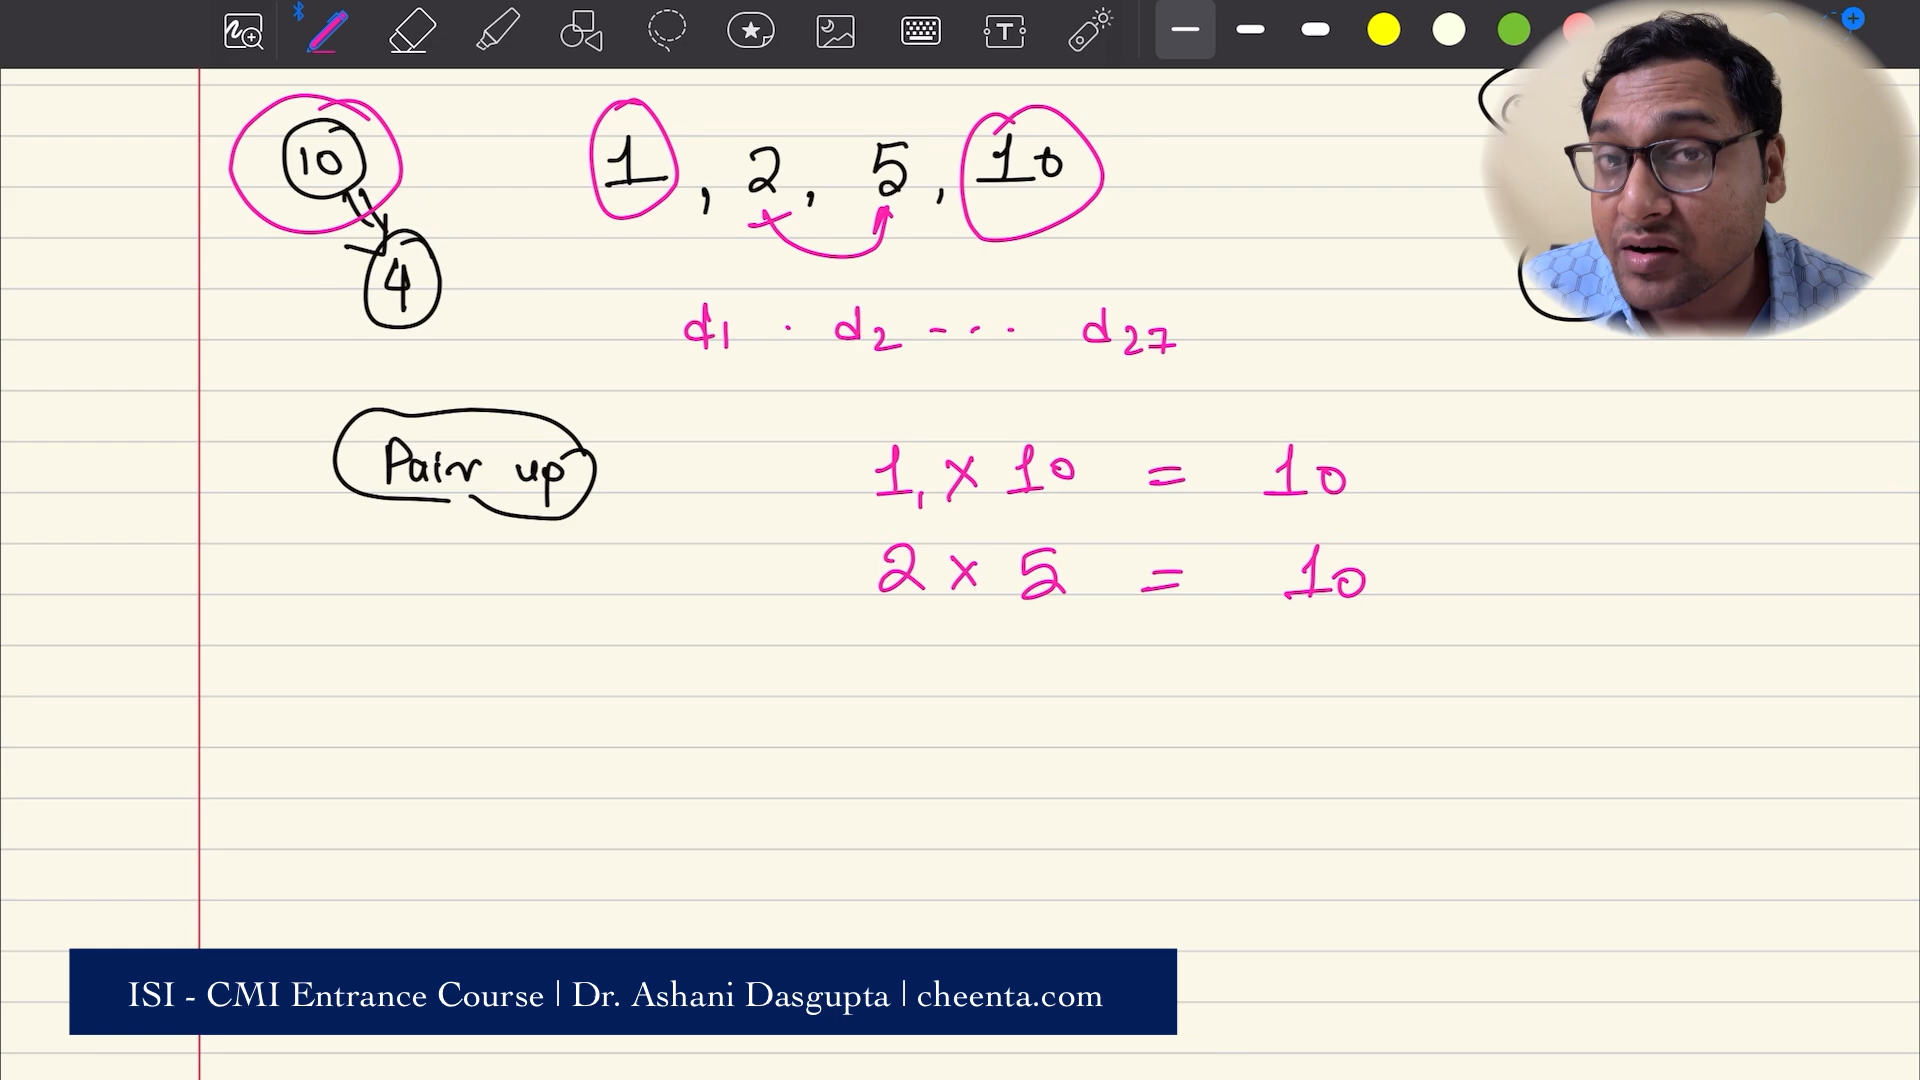 10 1, 2, 5, 10
4
d1 . d2 - - - d27
Pair up 1, × 10 = 10
2 × 5 = 10
ISI - CMI Entrance Course | Dr. Ashani Dasgupta | cheenta.com